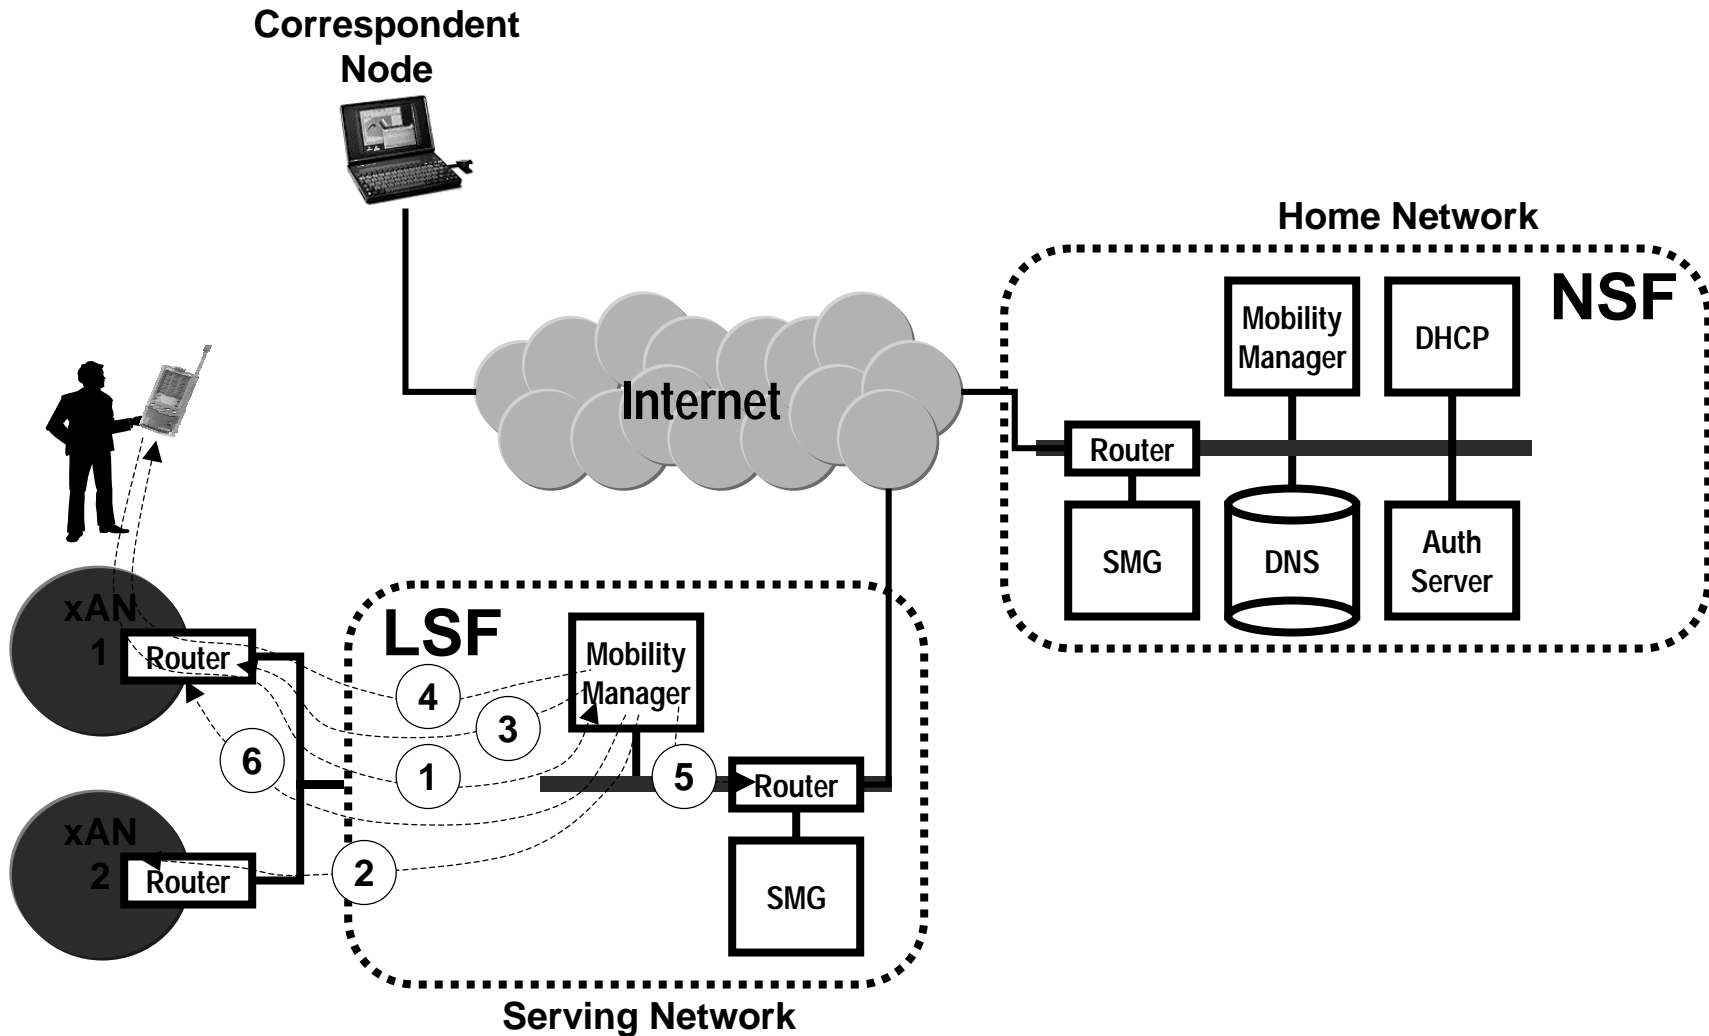 Correspondent
Node
Home Network
NSF
Mobility
Manager
DHCP
Internet
Router
SMG
DNS
Auth
Server
xAN
1
Router
LSF
Mobility
Manager
4
3
6
1
5
Router
xAN
2
Router
2
SMG
Serving Network